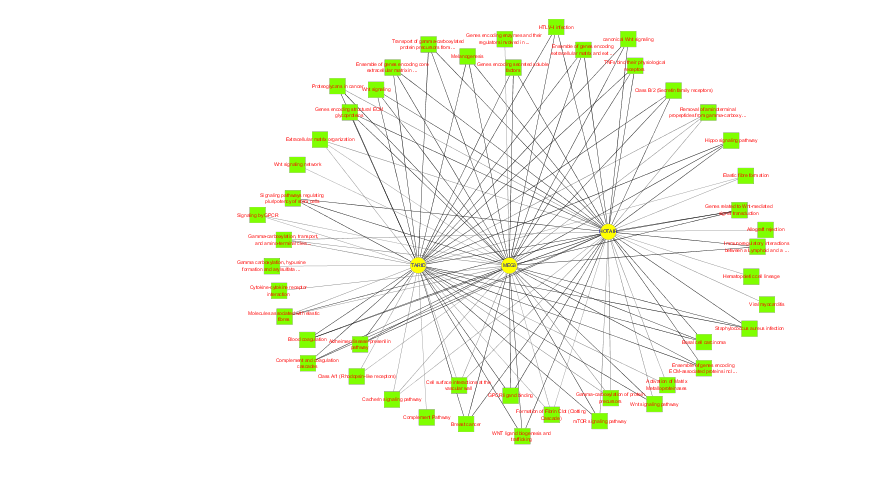 HTLV-I infection
Genes encoding enzymes and their
regulators involved in ...
canonical Wnt signaling
Transport of gamma-carboxylated
protein precursors from ...
Ensemble of genes encoding
extracellular matrix and ext ...
Melanogenesis
Genes encoding secreted soluble
factors
TNFs and their physiological
receptors
Ensemble of genes encoding core
extracellular matrix in ...
Proteoglycans in cancer
Wnt signaling
Class B/2 (Secretin family receptors)
Genes encoding structural ECM
glycoproteins
Removal of aminoterminal
propeptides from gamma-carboxy ...
Extracellular matrix organization
Hippo signaling pathway
Wnt signaling network
Elastic fibre formation
Signaling pathways regulating
pluripotency of stem cells
Genes related to Wnt-mediated
signal transduction
Signaling by GPCR
Allograft rejection
HOTAIR
Gamma-carboxylation, transport,
and amino-terminal cleav ...
Immunoregulatory interactions
between a Lymphoid and a ...
Gamma carboxylation, hypusine
formation and arylsulfata ...
TARID
MEG3
Hematopoietic cell lineage
Cytokine-cytokine receptor
interaction
Viral myocarditis
Molecules associated with elastic
fibres
Staphylococcus aureus infection
Blood coagulation
Alzheimer disease-presenilin
pathway
Basal cell carcinoma
Complement and coagulation
cascades
Ensemble of genes encoding
ECM-associated proteins incl ...
Class A/1 (Rhodopsin-like receptors)
Cell surface interactions at the
vascular wall
Activation of Matrix
Metalloproteinases
Cadherin signaling pathway
GPCR ligand binding
Gamma-carboxylation of protein
precursors
Wnt signaling pathway
Complement Pathway
Formation of Fibrin Clot (Clotting
Cascade)
Breast cancer
mTOR signaling pathway
WNT ligand biogenesis and
trafficking